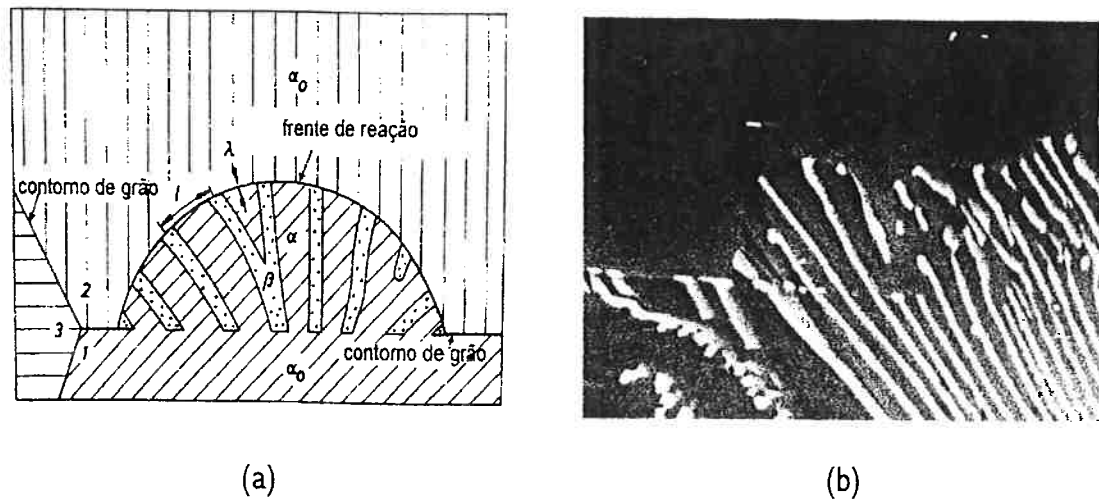 α₀
frente de reação
λ
contorno de grão
l
α
β
2
3
1
contorno de grão
α₀
(a)
(b)